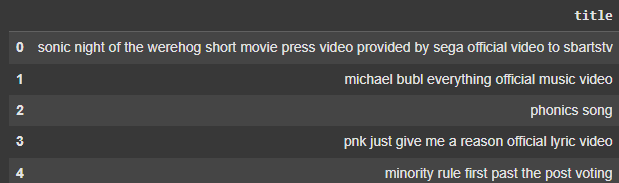 title
0 sonic night of the werehog short movie press video provided by sega official video to sbartstv
1 michael bubl everything official music video
2 phonics song
3 pnk just give me a reason official lyric video
4 minority rule first past the post voting